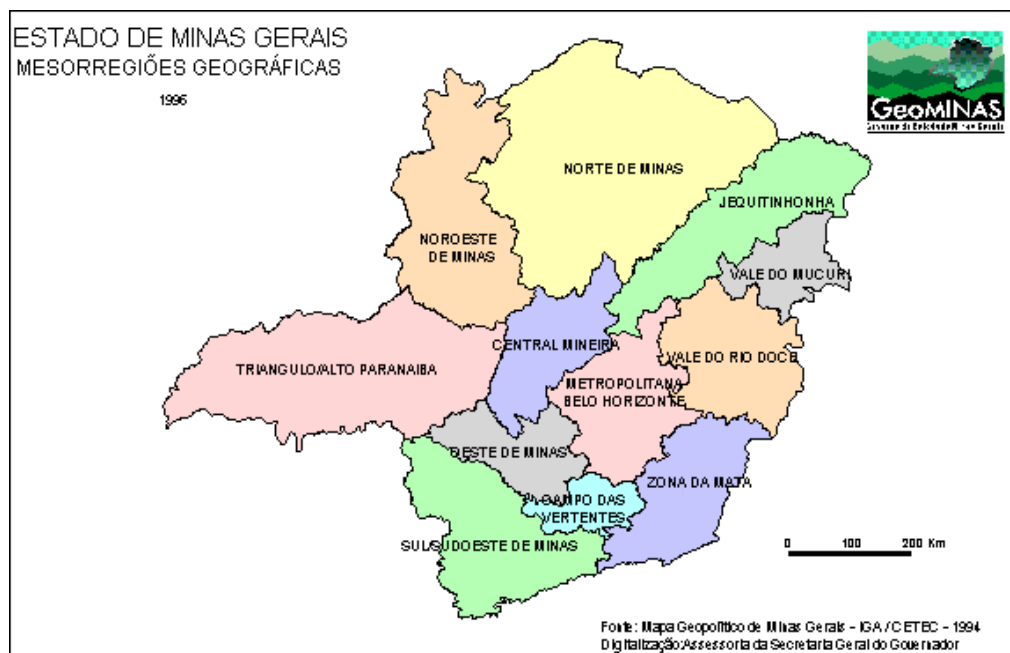 ESTADO DE MINAS GERAIS
MESORREGIÕES GEOGRÁFICAS
1996
GEOMINAS
NORTE DE MINAS
JEQUITINHONHA
NOROESTE
DE MINAS
VALE DO MUCURI
CENTRAL MINEIRA
VALE DO RIO DOCE
TRIANGULO/ALTO PARANAIBA
METROPOLITANA
BELO HORIZONTE
OESTE DE MINAS
ZONA DA MATA
CAMPO DAS
VERTENTES
SUL/SUDOESTE DE MINAS
0 100 200 Km
Fonte: Mapa Geopolítico de Minas Gerais - IGA / CETEC - 1994
Digitalização:Assessoria da Secretaria Geral do Governador